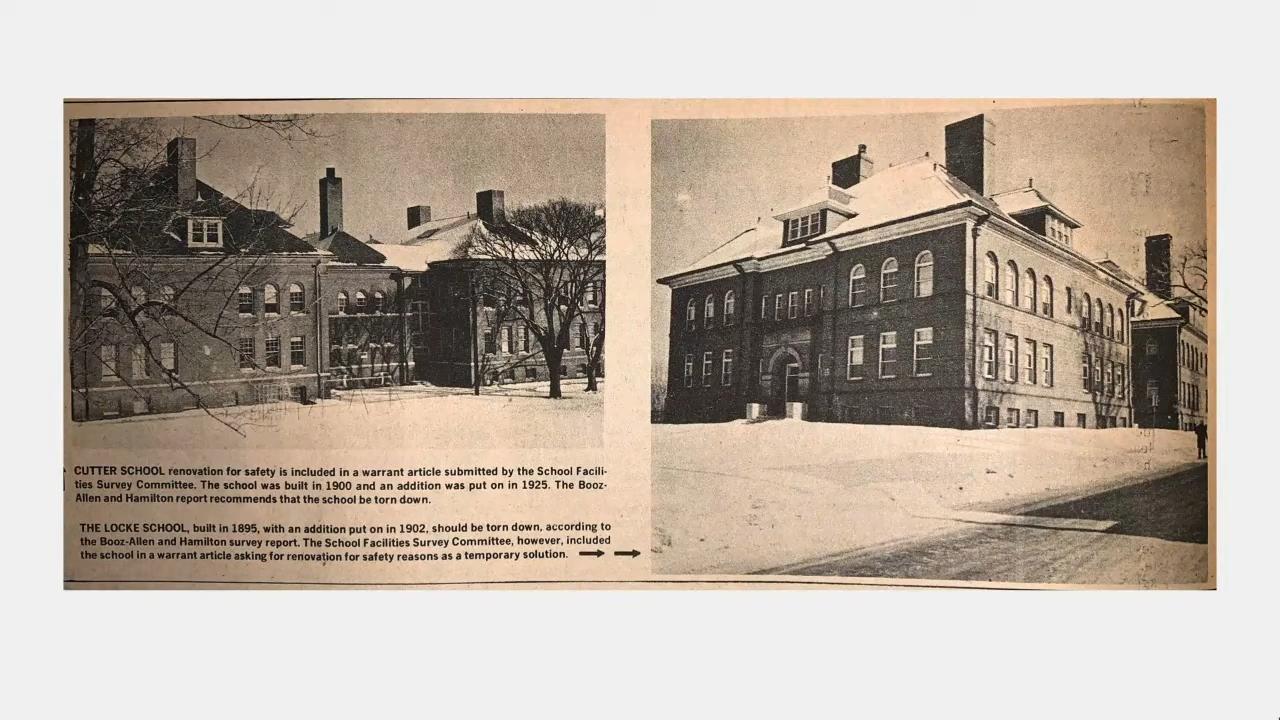 CUTTER SCHOOL renovation for safety is included in a warrant article submitted by the School Facili-
ties Survey Committee. The school was built in 1900 and an addition was put on in 1925. The Booz-
Allen and Hamilton report recommends that the school be torn down.
THE LOCKE SCHOOL, built in 1895, with an addition put on in 1902, should be torn down, according to
the Booz-Allen and Hamilton survey report. The School Facilities Survey Committee, however, included
the school in a warrant article asking for renovation for safety reasons as a temporary solution.